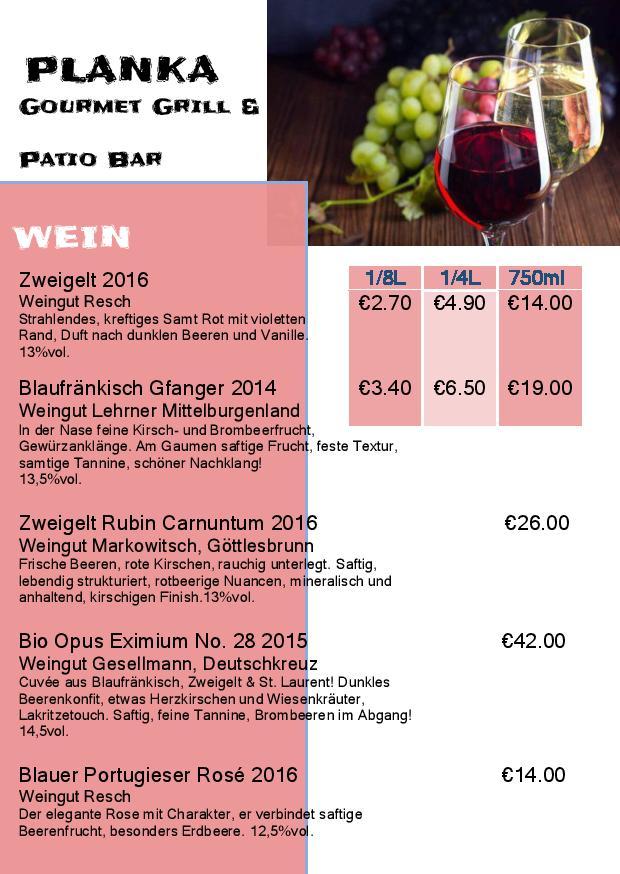 PLANKA
GOURMET GRILL &
PATIO BAR
WEIN
1/8L 1/4L 750ml
Zweigelt 2016
Weingut Resch €2.70 €4.90 €14.00
Strahlendes, kreftiges Samt Rot mit violetten
Rand, Duft nach dunklen Beeren und Vanille.
13%vol.
Blaufränkisch Gfanger 2014 €3.40 €6.50 €19.00
Weingut Lehrner Mittelburgenland
In der Nase feine Kirsch- und Brombeerfrucht,
Gewürzanklänge. Am Gaumen saftige Frucht, feste Textur,
samtige Tannine, schöner Nachklang!
13,5%vol.
Zweigelt Rubin Carnuntum 2016 €26.00
Weingut Markowitsch, Göttlesbrunn
Frische Beeren, rote Kirschen, rauchig unterlegt. Saftig,
lebendig strukturiert, rotbeerige Nuancen, mineralisch und
anhaltend, kirschigen Finish.13%vol.
Bio Opus Eximium No. 28 2015 €42.00
Weingut Gesellmann, Deutschkreuz
Cuvée aus Blaufränkisch, Zweigelt & St. Laurent! Dunkles
Beerenkonfit, etwas Herzkirschen und Wiesenkräuter,
Lakritzetouch. Saftig, feine Tannine, Brombeeren im Abgang!
14,5vol.
Blauer Portugieser Rosé 2016 €14.00
Weingut Resch
Der elegante Rose mit Charakter, er verbindet saftige
Beerenfrucht, besonders Erdbeere. 12,5%vol.